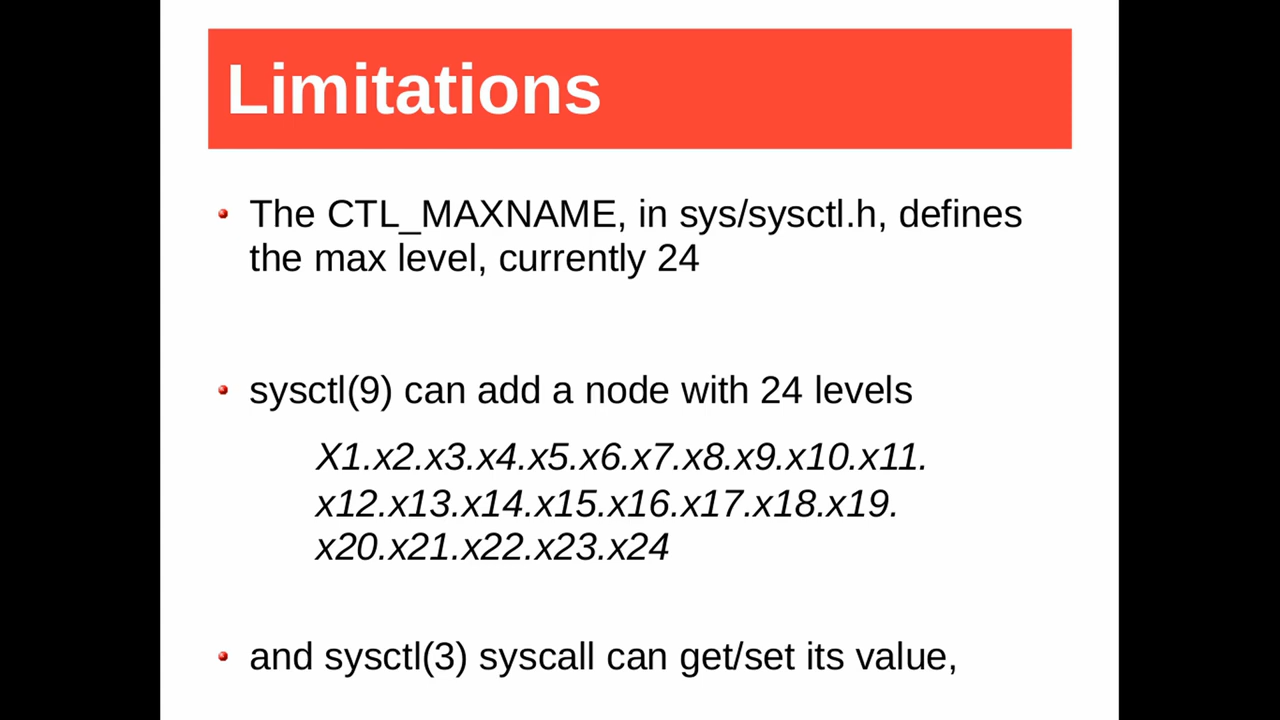 Limitations
The CTL_MAXNAME, in sys/sysctl.h, defines
the max level, currently 24
sysctl(9) can add a node with 24 levels
X1.x2.x3.x4.x5.x6.x7.x8.x9.x10.x11.
x12.x13.x14.x15.x16.x17.x18.x19.
x20.x21.x22.x23.x24
and sysctl(3) syscall can get/set its value,